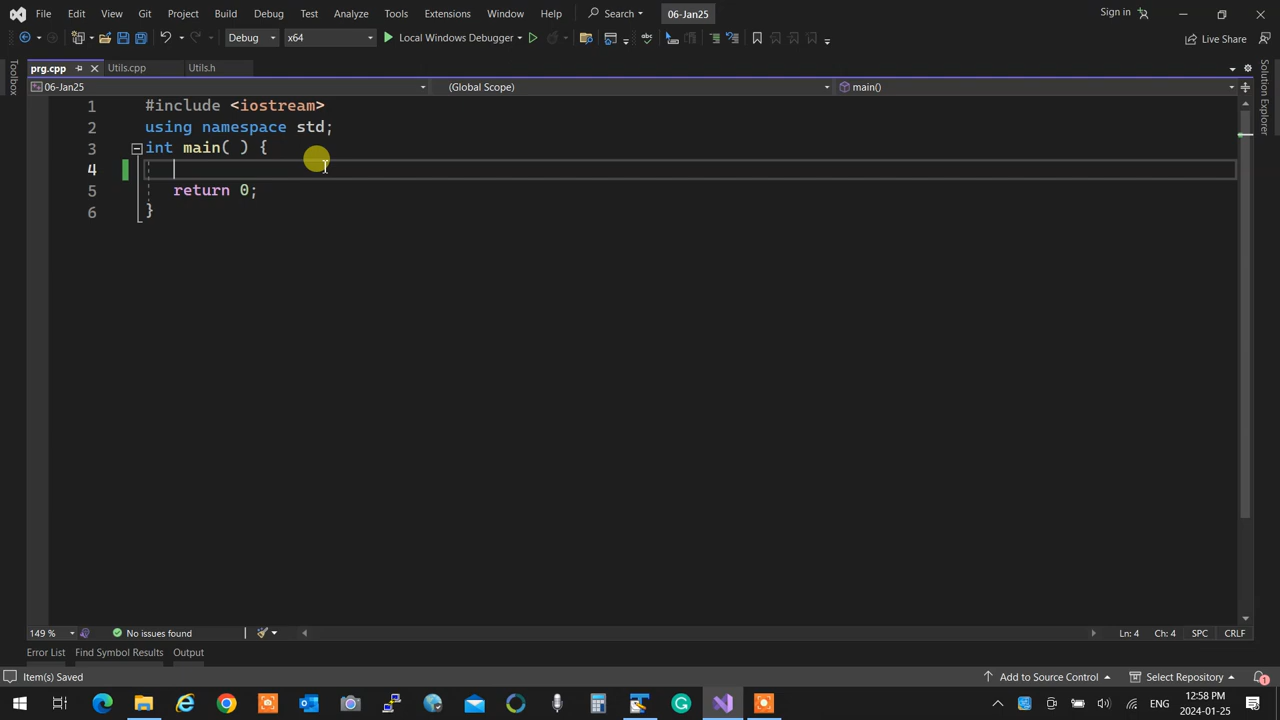 File Edit View Git Project Build Debug Test Analyze Tools Extensions Window Help Search 06-Jan25 Sign in
Debug x64 Local Windows Debugger Live Share
prg.cpp Utils.cpp Utils.h
06-Jan25 (Global Scope) main()
Toolbox
Solution Explorer
1 #include <iostream>
2 using namespace std;
3 int main( ) {
4
5 return 0;
6 }
149 % No issues found Ln: 4 Ch: 4 SPC CRLF
Error List Find Symbol Results Output
Item(s) Saved Add to Source Control Select Repository 1
ENG 12:58 PM
2024-01-25